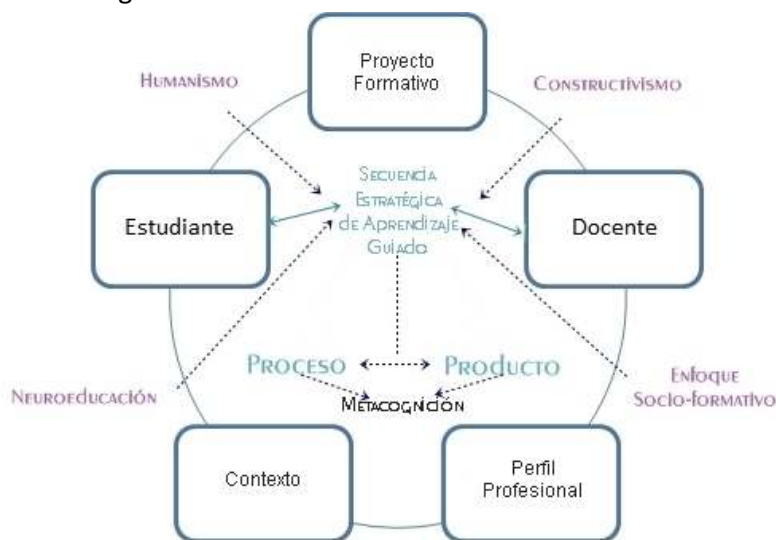 Proyecto
Formativo
HUMANISMO
CONSTRUCTIVISMO
SECUENCIA
ESTRATÉGICA
DE APRENDIZAJE
GUIADO
Estudiante
Docente
PROCESO
PRODUCTO
METACOGNICIÓN
NEUROEDUCACIÓN
ENFOQUE
SOCIO-FORMATIVO
Contexto
Perfil
Profesional